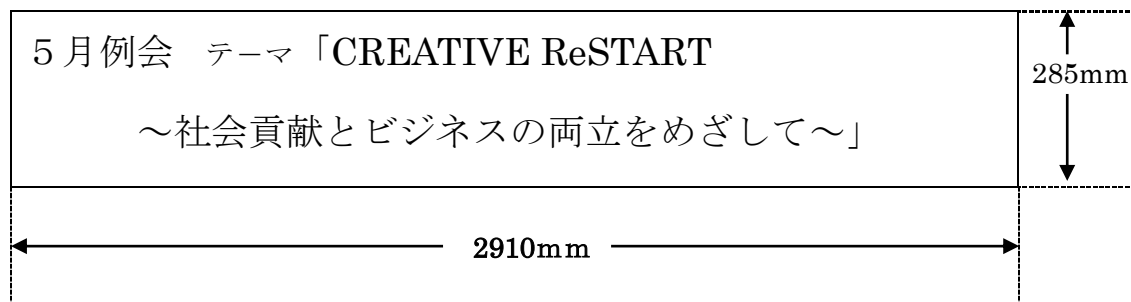 5月例会 テーマ「CREATIVE ReSTART
～社会貢献とビジネスの両立をめざして～」
285mm
2910mm